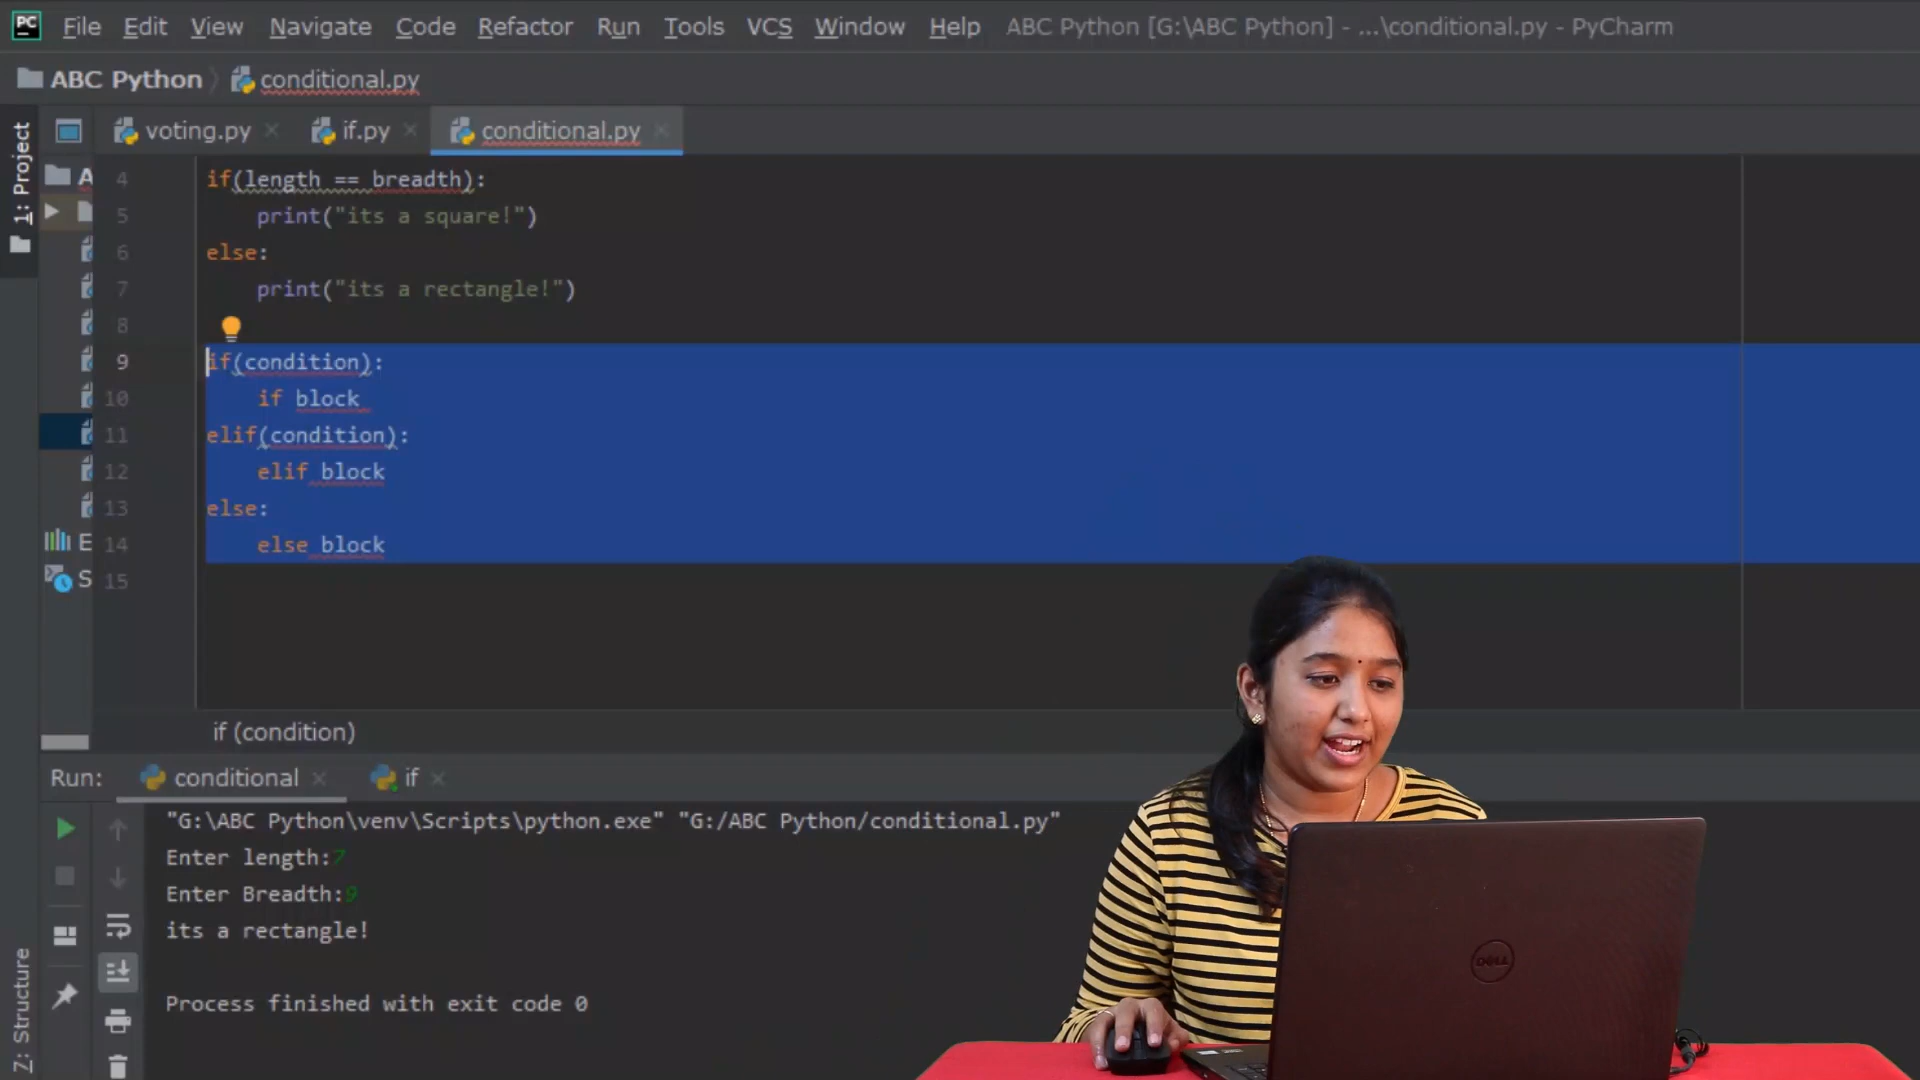 PC File Edit View Navigate Code Refactor Run Tools VCS Window Help ABC Python [G:\ABC Python] - ...\conditional.py - PyCharm
ABC Python conditional.py
voting.py if.py conditional.py
1: Project
A
4 if(length == breadth):
5 print("its a square!")
6 else:
7 print("its a rectangle!")
8
9 if(condition):
10 if block
11 elif(condition):
12 elif block
13 else:
14 else block
E
15
S
if (condition)
Run: conditional if
"G:\ABC Python\venv\Scripts\python.exe" "G:/ABC Python/conditional.py"
Enter length:7
Enter Breadth:9
its a rectangle!
Process finished with exit code 0
Z: Structure
DELL